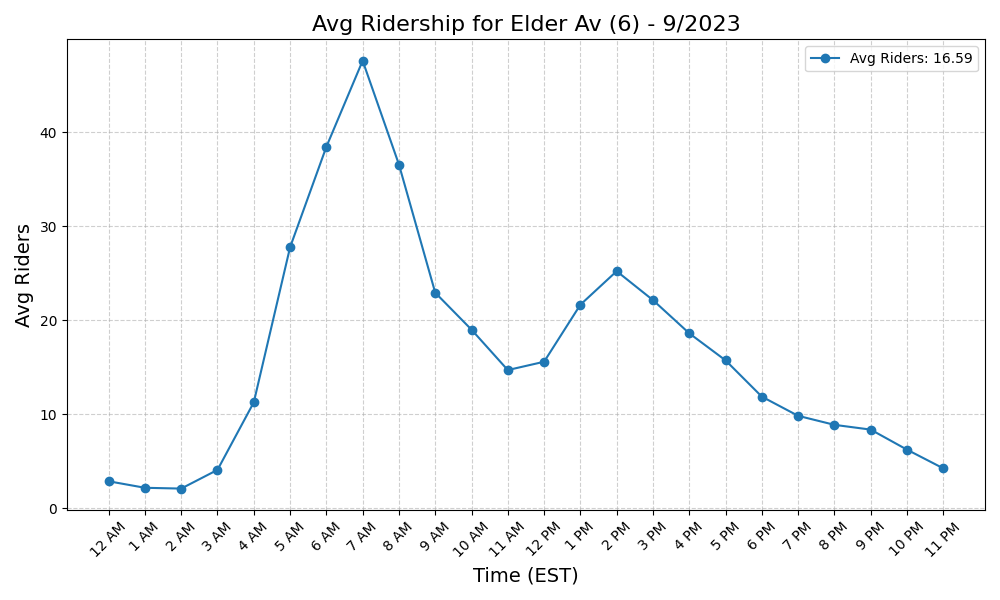 Avg Ridership for Elder Av (6) - 9/2023
Avg Riders: 16.59
Avg Riders
40
30
20
10
0
12 AM
1 AM
2 AM
3 AM
4 AM
5 AM
6 AM
7 AM
8 AM
9 AM
10 AM
11 AM
12 PM
1 PM
2 PM
3 PM
4 PM
5 PM
6 PM
7 PM
8 PM
9 PM
10 PM
11 PM
Time (EST)